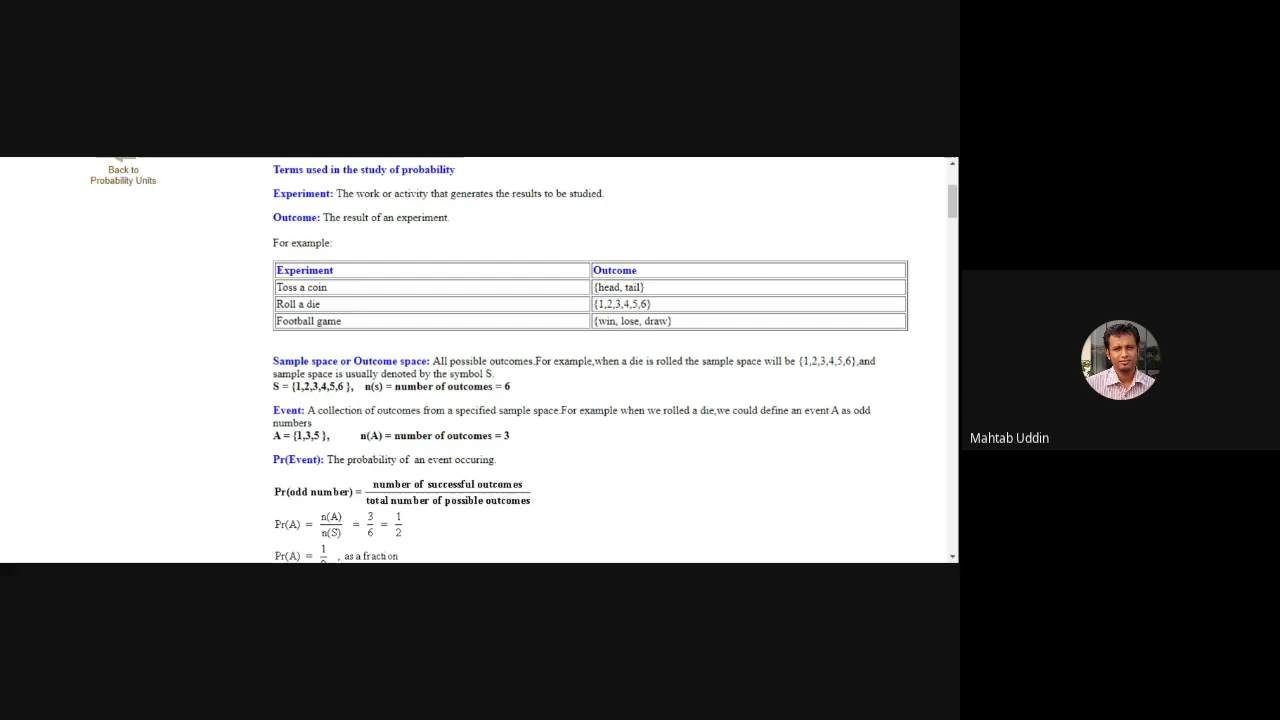 Back to
Probability Units
Terms used in the study of probability
Experiment: The work or activity that generates the results to be studied.
Outcome: The result of an experiment.
For example:
Experiment Outcome
Toss a coin {head, tail}
Roll a die {1,2,3,4,5,6}
Football game {win, lose, draw}
Sample space or Outcome space: All possible outcomes.For example,when a die is rolled the sample space will be {1,2,3,4,5,6},and
sample space is usually denoted by the symbol S.
S = {1,2,3,4,5,6 }, n(s) = number of outcomes = 6
Event: A collection of outcomes from a specified sample space.For example when we rolled a die,we could define an event A as odd
numbers
A = {1,3,5 }, n(A) = number of outcomes = 3
Pr(Event): The probability of an event occuring.
Pr(odd number) = number of successful outcomes
total number of possible outcomes
Pr(A) = n(A) / n(S) = 3 / 6 = 1 / 2
Pr(A) = 1 , as a fraction
Mahtab Uddin